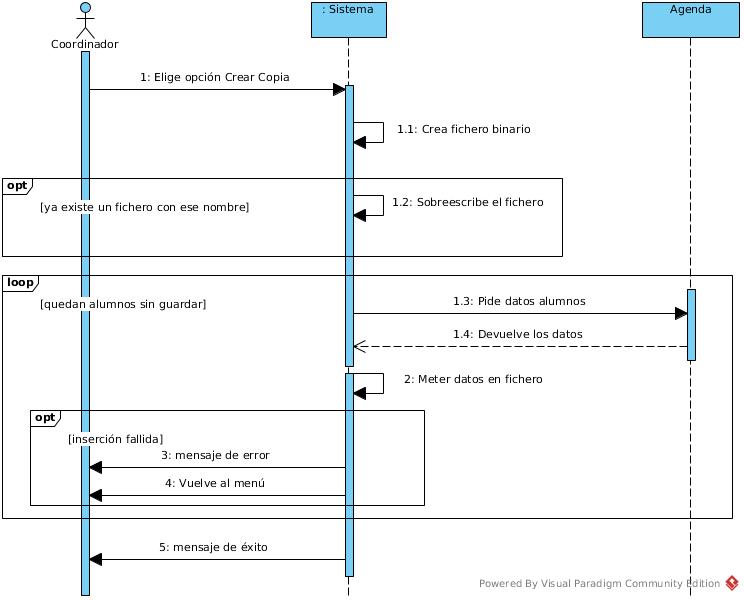 : Sistema
Agenda
Coordinador
1: Elige opción Crear Copia
1.1: Crea fichero binario
opt
[ya existe un fichero con ese nombre]
1.2: Sobreescribe el fichero
loop
[quedan alumnos sin guardar]
1.3: Pide datos alumnos
1.4: Devuelve los datos
2: Meter datos en fichero
opt
[inserción fallida]
3: mensaje de error
4: Vuelve al menú
5: mensaje de éxito
Powered By Visual Paradigm Community Edition